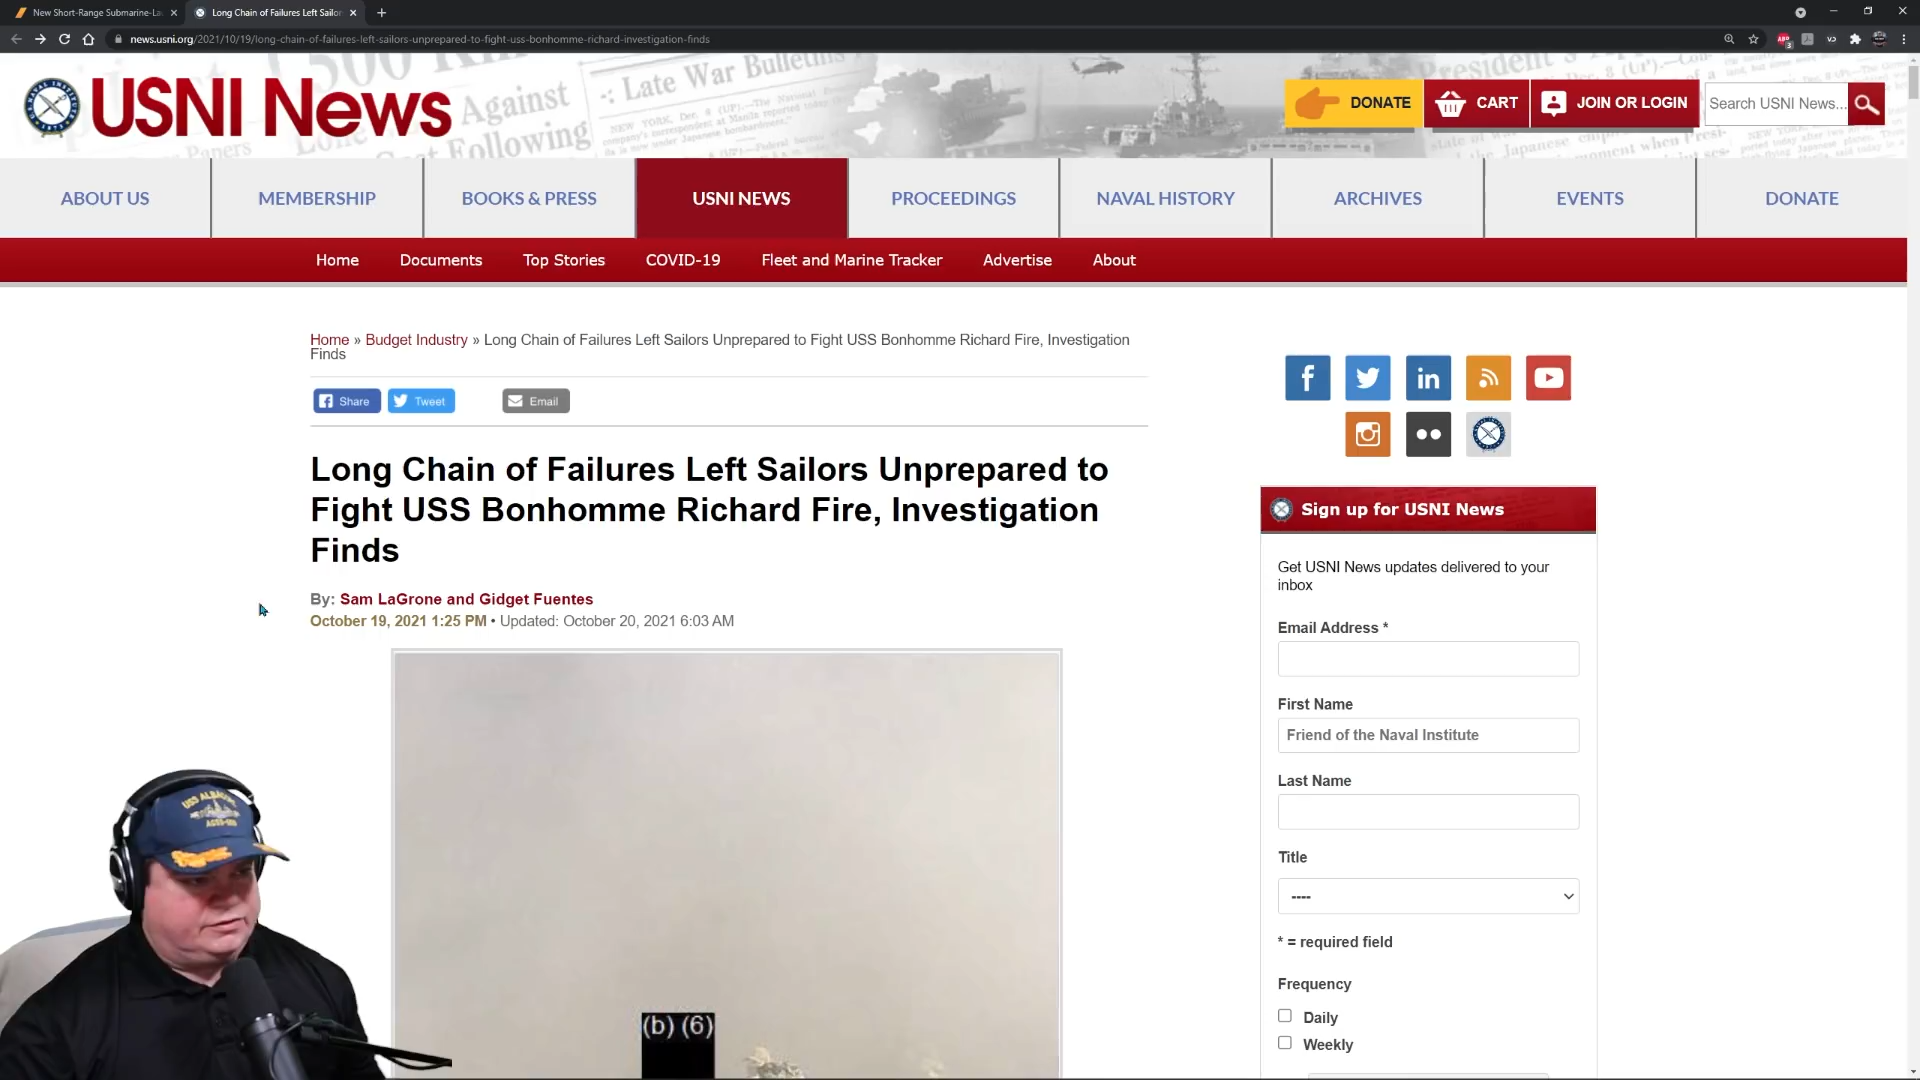 New Short-Range Submarine-La
Long Chain of Failures Left Sailor
news.usni.org/2021/10/19/long-chain-of-failures-left-sailors-unprepared-to-fight-uss-bonhomme-richard-investigation-finds
USNI News
Against
Following
Late War Bulletins
DONATE
CART
JOIN OR LOGIN
Search USNI News...
ABOUT US
MEMBERSHIP
BOOKS & PRESS
USNI NEWS
PROCEEDINGS
NAVAL HISTORY
ARCHIVES
EVENTS
DONATE
Home
Documents
Top Stories
COVID-19
Fleet and Marine Tracker
Advertise
About
Home » Budget Industry » Long Chain of Failures Left Sailors Unprepared to Fight USS Bonhomme Richard Fire, Investigation
Finds
Share
Tweet
Email
Long Chain of Failures Left Sailors Unprepared to
Fight USS Bonhomme Richard Fire, Investigation
Finds
By: Sam LaGrone and Gidget Fuentes
October 19, 2021 1:25 PM • Updated: October 20, 2021 6:03 AM
(b) (6)
Sign up for USNI News
Get USNI News updates delivered to your
inbox
Email Address *
First Name
Friend of the Naval Institute
Last Name
Title
----
* = required field
Frequency
Daily
Weekly
USS ALBACORE